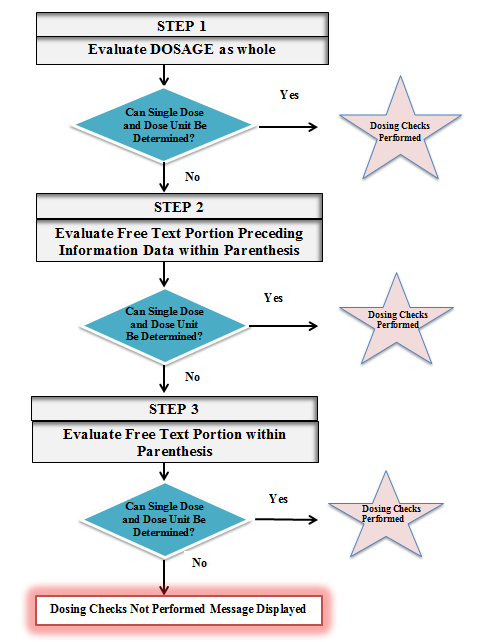 STEP 1
Evaluate DOSAGE as whole
Can Single Dose
and Dose Unit Be
Determined?
Yes
Dosing Checks
Performed
No
STEP 2
Evaluate Free Text Portion Preceding
Information Data within Parenthesis
Can Single Dose
and Dose Unit
Be Determined?
Yes
Dosing Checks
Performed
No
STEP 3
Evaluate Free Text Portion within
Parenthesis
Can Single Dose
and Dose Unit Be
Determined?
Yes
Dosing Checks
Performed
No
Dosing Checks Not Performed Message Displayed